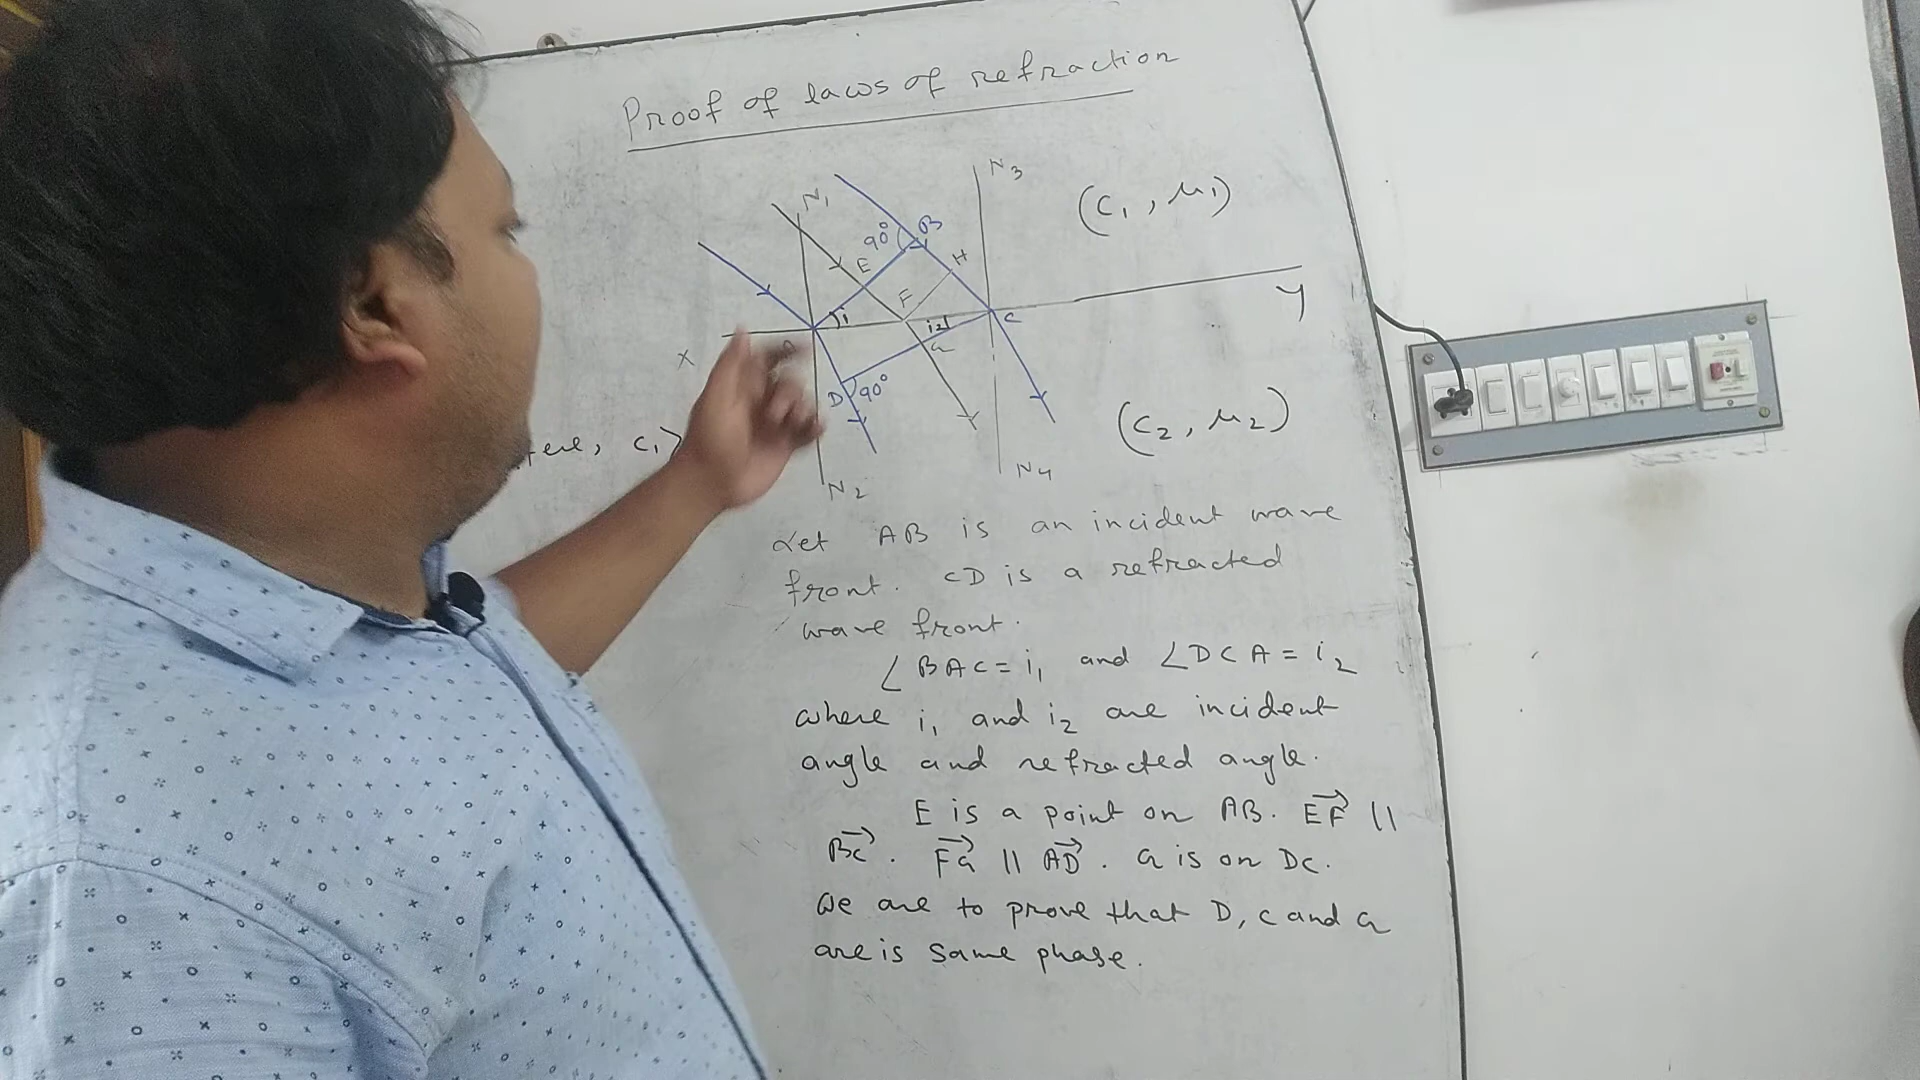 Proof of laws of refraction
N1
N3
(c1, μ1)
90°
B
E
H
F
i
i2
C
Y
X
G
D
90°
(c2, μ2)
c1>
N2
N4
Let AB is an incident wave
front. CD is a refracted
wave front.
∠BAC = i1 and ∠DCA = i2
where i1 and i2 are incident
angle and refracted angle.
E is a point on AB. EF→ ||
BC→. FG→ || AD→. G is on DC.
We are to prove that D, C and G
are is same phase.